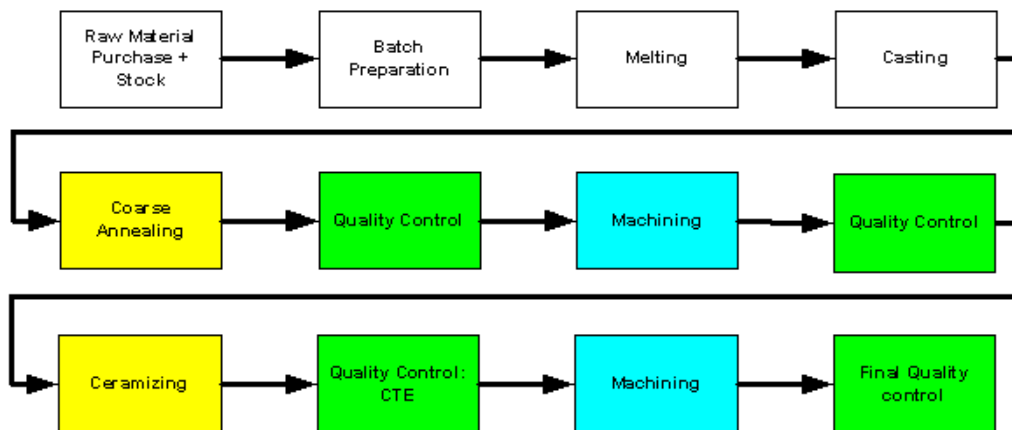 Raw Material
Purchase +
Stock
Batch
Preparation
Melting
Casting
Coarse
Annealing
Quality Control
Machining
Quality Control
Ceramizing
Quality Control:
CTE
Machining
Final Quality
control